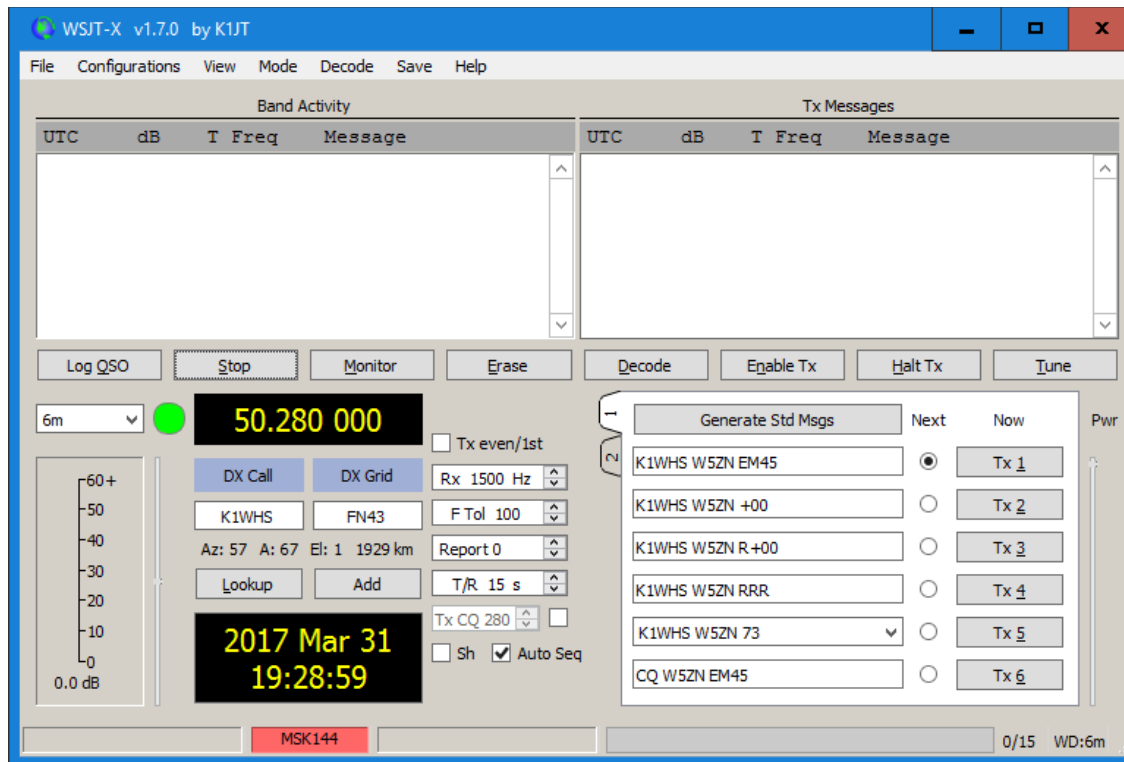 WSJT-X v1.7.0 by K1JT
File Configurations View Mode Decode Save Help
Band Activity Tx Messages
UTC dB T Freq Message UTC dB T Freq Message
Log QSO Stop Monitor Erase Decode Enable Tx Halt Tx Tune
6m 50.280 000 Tx even/1st 1 Generate Std Msgs Next Now Pwr
2
DX Call DX Grid Rx 1500 Hz K1WHS W5ZN EM45 Tx 1
60+
50 K1WHS FN43 F Tol 100 K1WHS W5ZN +00 Tx 2
40 Az: 57 A: 67 El: 1 1929 km Report 0 K1WHS W5ZN R+00 Tx 3
30 Lookup Add T/R 15 s K1WHS W5ZN RRR Tx 4
20 Tx CQ 280
10 2017 Mar 31 Sh Auto Seq K1WHS W5ZN 73 Tx 5
0 19:28:59 CQ W5ZN EM45 Tx 6
0.0 dB
MSK144 0/15 WD:6m